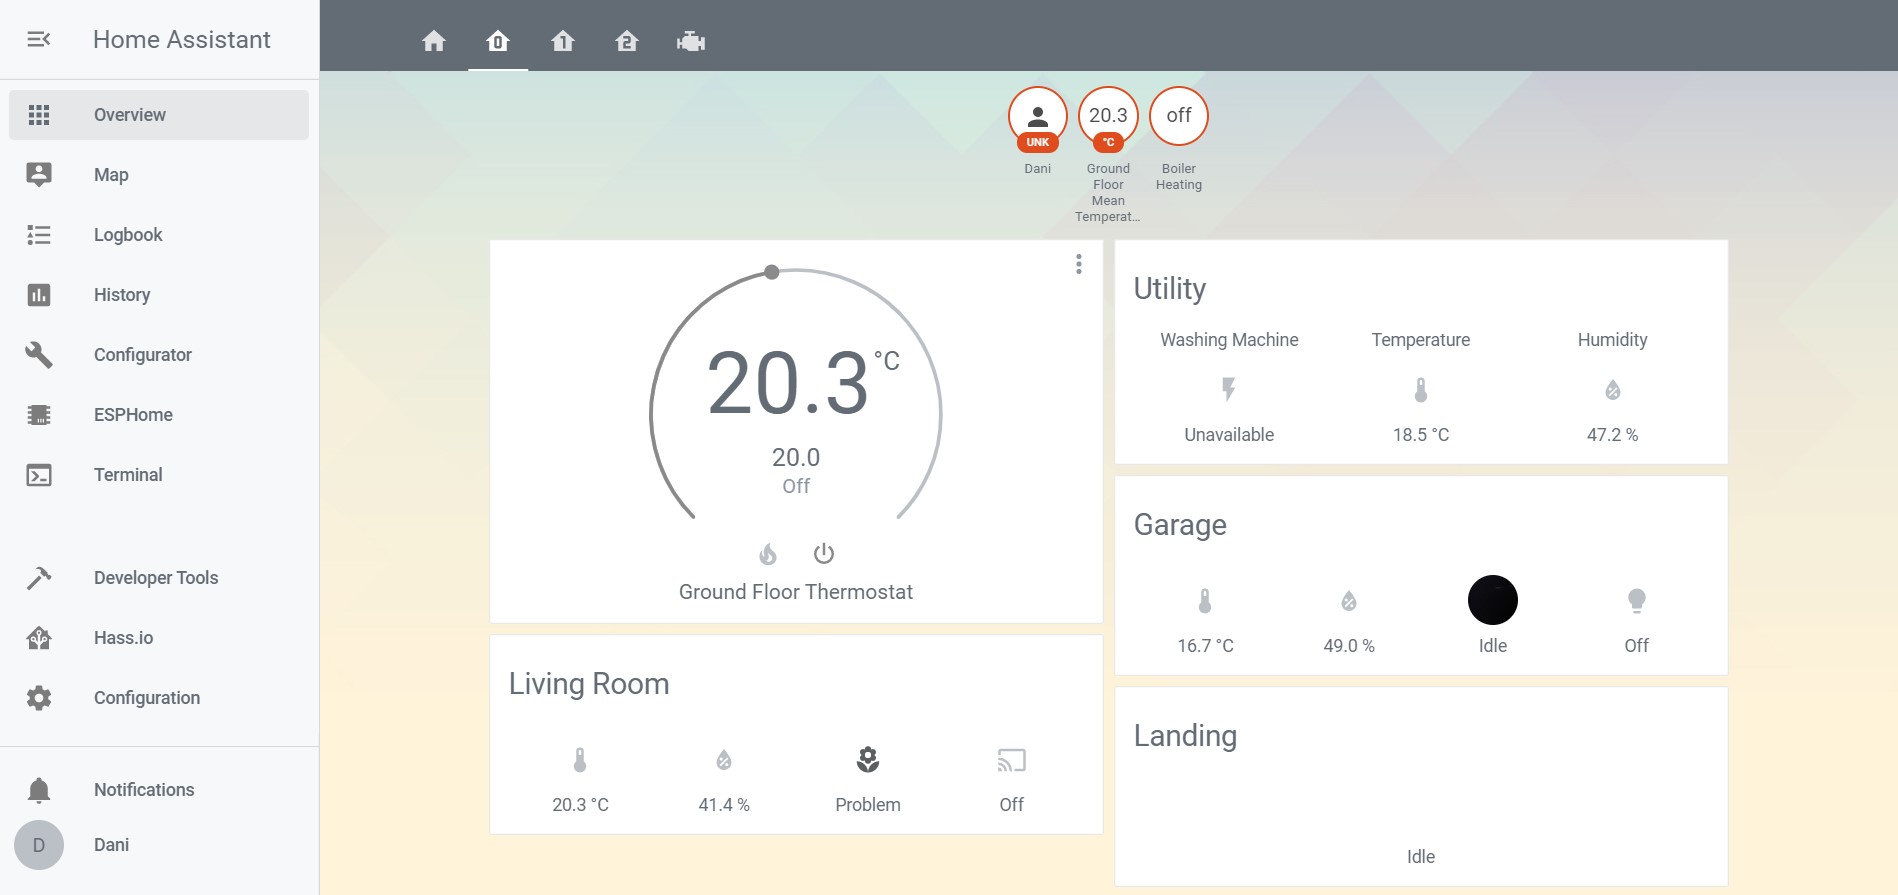 Home Assistant
0
1
2
Overview
Map
Logbook
History
Configurator
ESPHome
Terminal
Developer Tools
Hass.io
Configuration
Notifications
D
Dani
UNK
Dani
20.3
°C
Ground
Floor
Mean
Temperat...
off
Boiler
Heating
20.3 °C
20.0
Off
Ground Floor Thermostat
Living Room
20.3 °C 41.4 % Problem Off
Utility
Washing Machine Temperature Humidity
Unavailable 18.5 °C 47.2 %
Garage
16.7 °C 49.0 % Idle Off
Landing
Idle